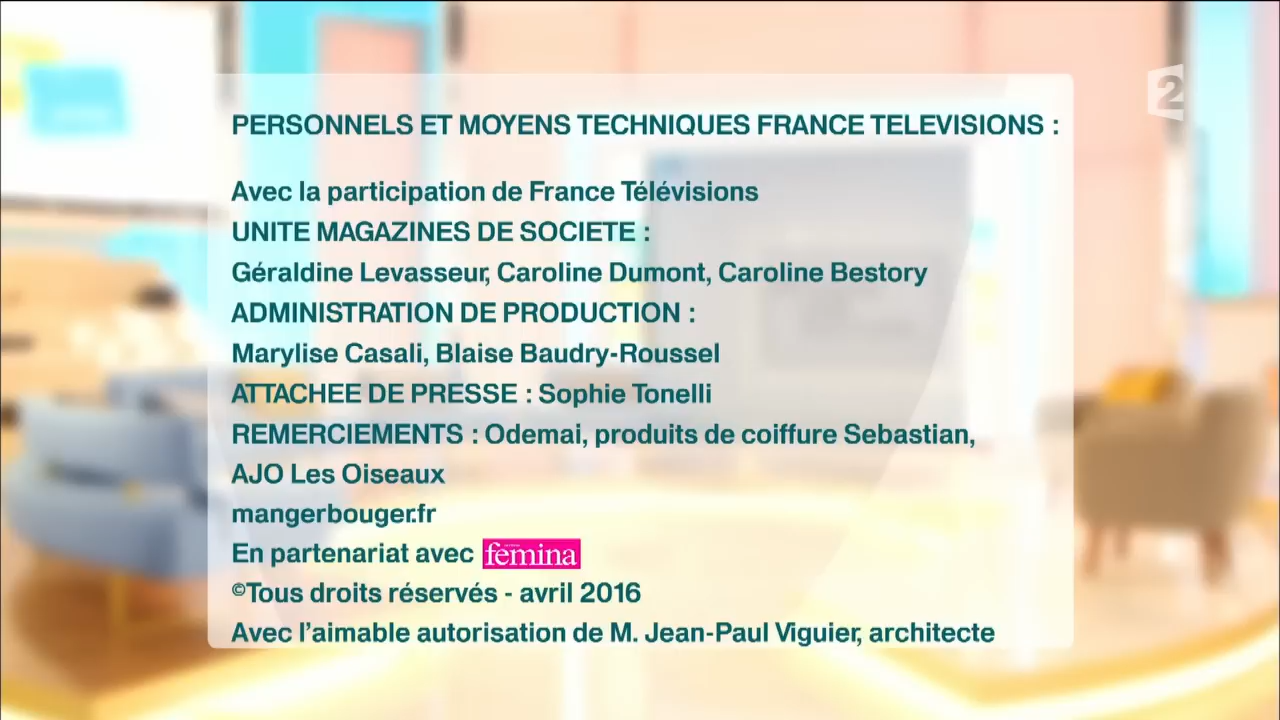 2
PERSONNELS ET MOYENS TECHNIQUES FRANCE TELEVISIONS :
Avec la participation de France Télévisions
UNITE MAGAZINES DE SOCIETE :
Géraldine Levasseur, Caroline Dumont, Caroline Bestory
ADMINISTRATION DE PRODUCTION :
Marylise Casali, Blaise Baudry-Roussel
ATTACHEE DE PRESSE : Sophie Tonelli
REMERCIEMENTS : Odemai, produits de coiffure Sebastian,
AJO Les Oiseaux
mangerbouger.fr
En partenariat avec femina
©Tous droits réservés - avril 2016
Avec l’aimable autorisation de M. Jean-Paul Viguier, architecte